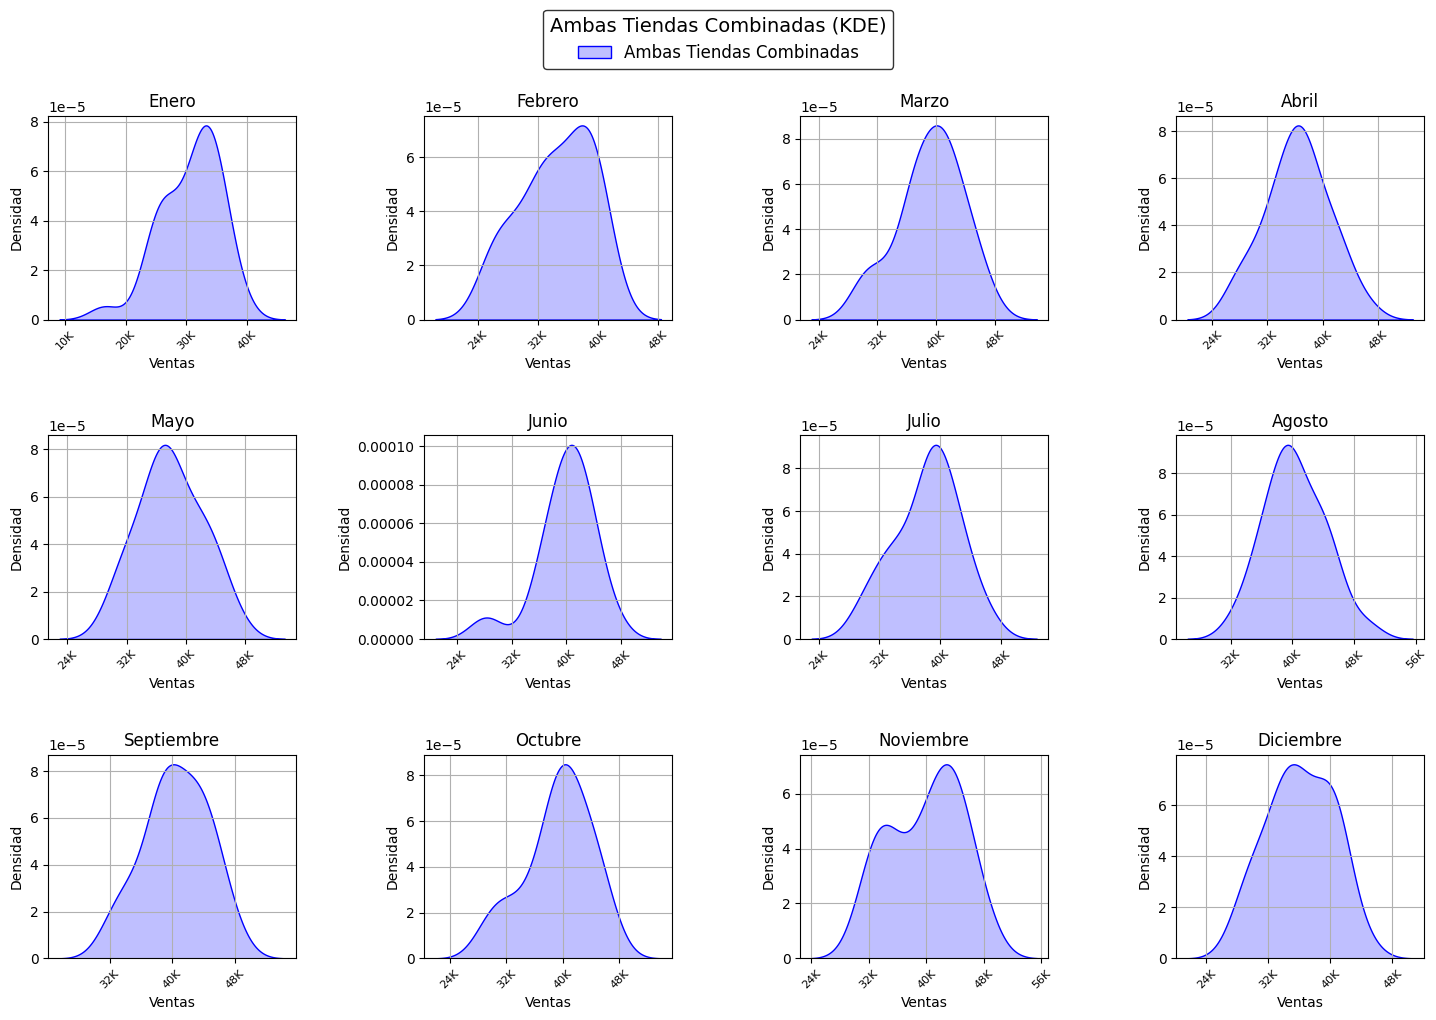 Ambas Tiendas Combinadas (KDE)
Ambas Tiendas Combinadas
Enero
1e−5
8
6
4
2
0
Densidad
10K 20K 30K 40K
Ventas
Febrero
1e−5
6
4
2
0
Densidad
24K 32K 40K 48K
Ventas
Marzo
1e−5
8
6
4
2
0
Densidad
24K 32K 40K 48K
Ventas
Abril
1e−5
8
6
4
2
0
Densidad
24K 32K 40K 48K
Ventas
Mayo
1e−5
8
6
4
2
0
Densidad
24K 32K 40K 48K
Ventas
Junio
0.00010
0.00008
0.00006
0.00004
0.00002
0.00000
Densidad
24K 32K 40K 48K
Ventas
Julio
1e−5
8
6
4
2
0
Densidad
24K 32K 40K 48K
Ventas
Agosto
1e−5
8
6
4
2
0
Densidad
32K 40K 48K 56K
Ventas
Septiembre
1e−5
8
6
4
2
0
Densidad
32K 40K 48K
Ventas
Octubre
1e−5
8
6
4
2
0
Densidad
24K 32K 40K 48K
Ventas
Noviembre
1e−5
6
4
2
0
Densidad
24K 32K 40K 48K 56K
Ventas
Diciembre
1e−5
6
4
2
0
Densidad
24K 32K 40K 48K
Ventas